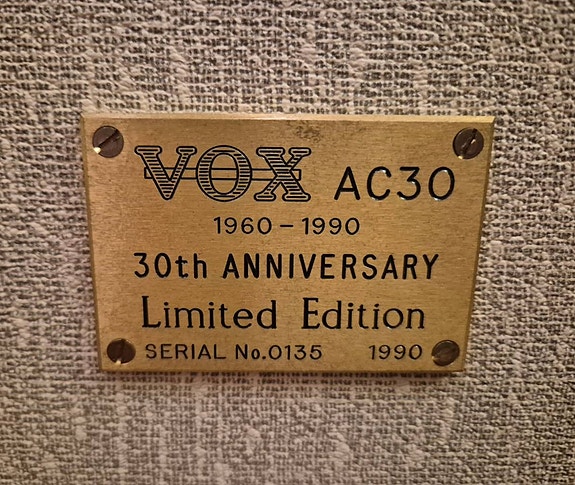 VOX AC30
1960-1990
30th ANNIVERSARY
Limited Edition
SERIAL No.0135 1990